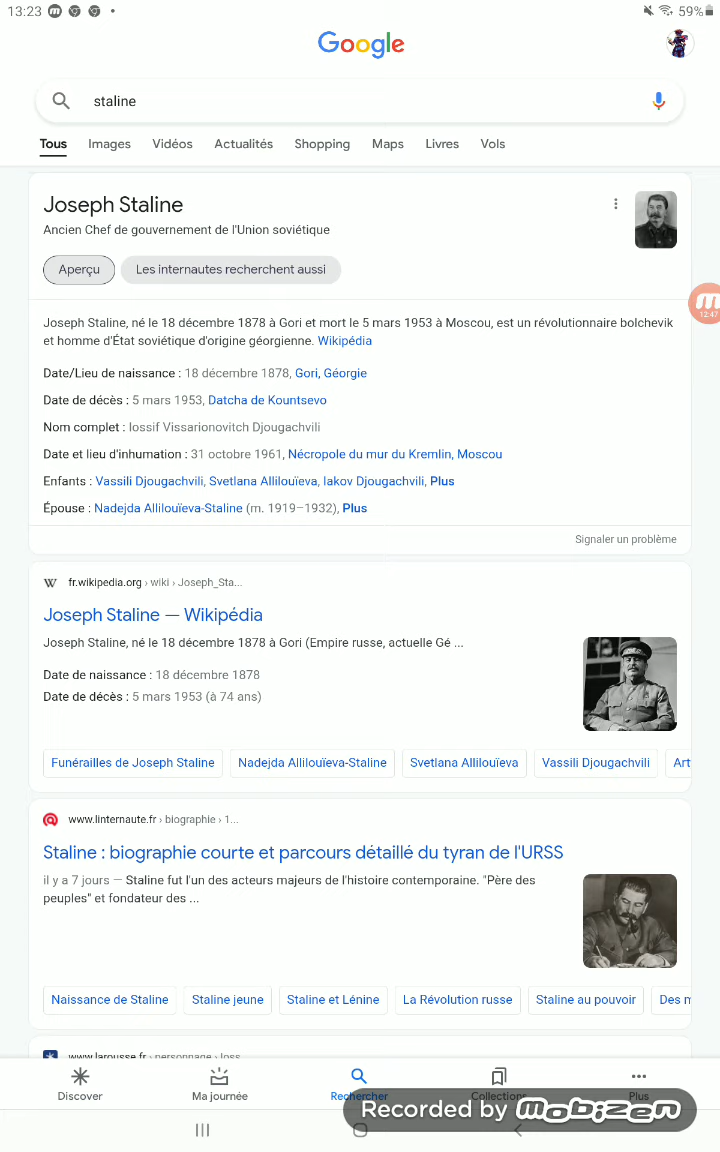 13:23
59%
Google
staline
Tous Images Vidéos Actualités Shopping Maps Livres Vols
Joseph Staline
Ancien Chef de gouvernement de l'Union soviétique
Aperçu Les internautes recherchent aussi
12:47
Joseph Staline, né le 18 décembre 1878 à Gori et mort le 5 mars 1953 à Moscou, est un révolutionnaire bolchevik
et homme d'État soviétique d'origine géorgienne. Wikipédia
Date/Lieu de naissance : 18 décembre 1878, Gori, Géorgie
Date de décès : 5 mars 1953, Datcha de Kountsevo
Nom complet : Iossif Vissarionovitch Djougachvili
Date et lieu d'inhumation : 31 octobre 1961, Nécropole du mur du Kremlin, Moscou
Enfants : Vassili Djougachvili, Svetlana Allilouïeva, Iakov Djougachvili, Plus
Épouse : Nadejda Allilouïeva-Staline (m. 1919–1932), Plus
Signaler un problème
W fr.wikipedia.org › wiki › Joseph_Sta...
Joseph Staline — Wikipédia
Joseph Staline, né le 18 décembre 1878 à Gori (Empire russe, actuelle Gé ...
Date de naissance : 18 décembre 1878
Date de décès : 5 mars 1953 (à 74 ans)
Funérailles de Joseph Staline Nadejda Allilouïeva-Staline Svetlana Allilouïeva Vassili Djougachvili Art
www.linternaute.fr › biographie › 1...
Staline : biographie courte et parcours détaillé du tyran de l'URSS
il y a 7 jours — Staline fut l'un des acteurs majeurs de l'histoire contemporaine. "Père des
peuples" et fondateur des ...
Naissance de Staline Staline jeune Staline et Lénine La Révolution russe Staline au pouvoir Des m
www.larousse.fr › personnage › Ioss...
Discover Ma journée Rechercher Collections Plus
Recorded by mobizen